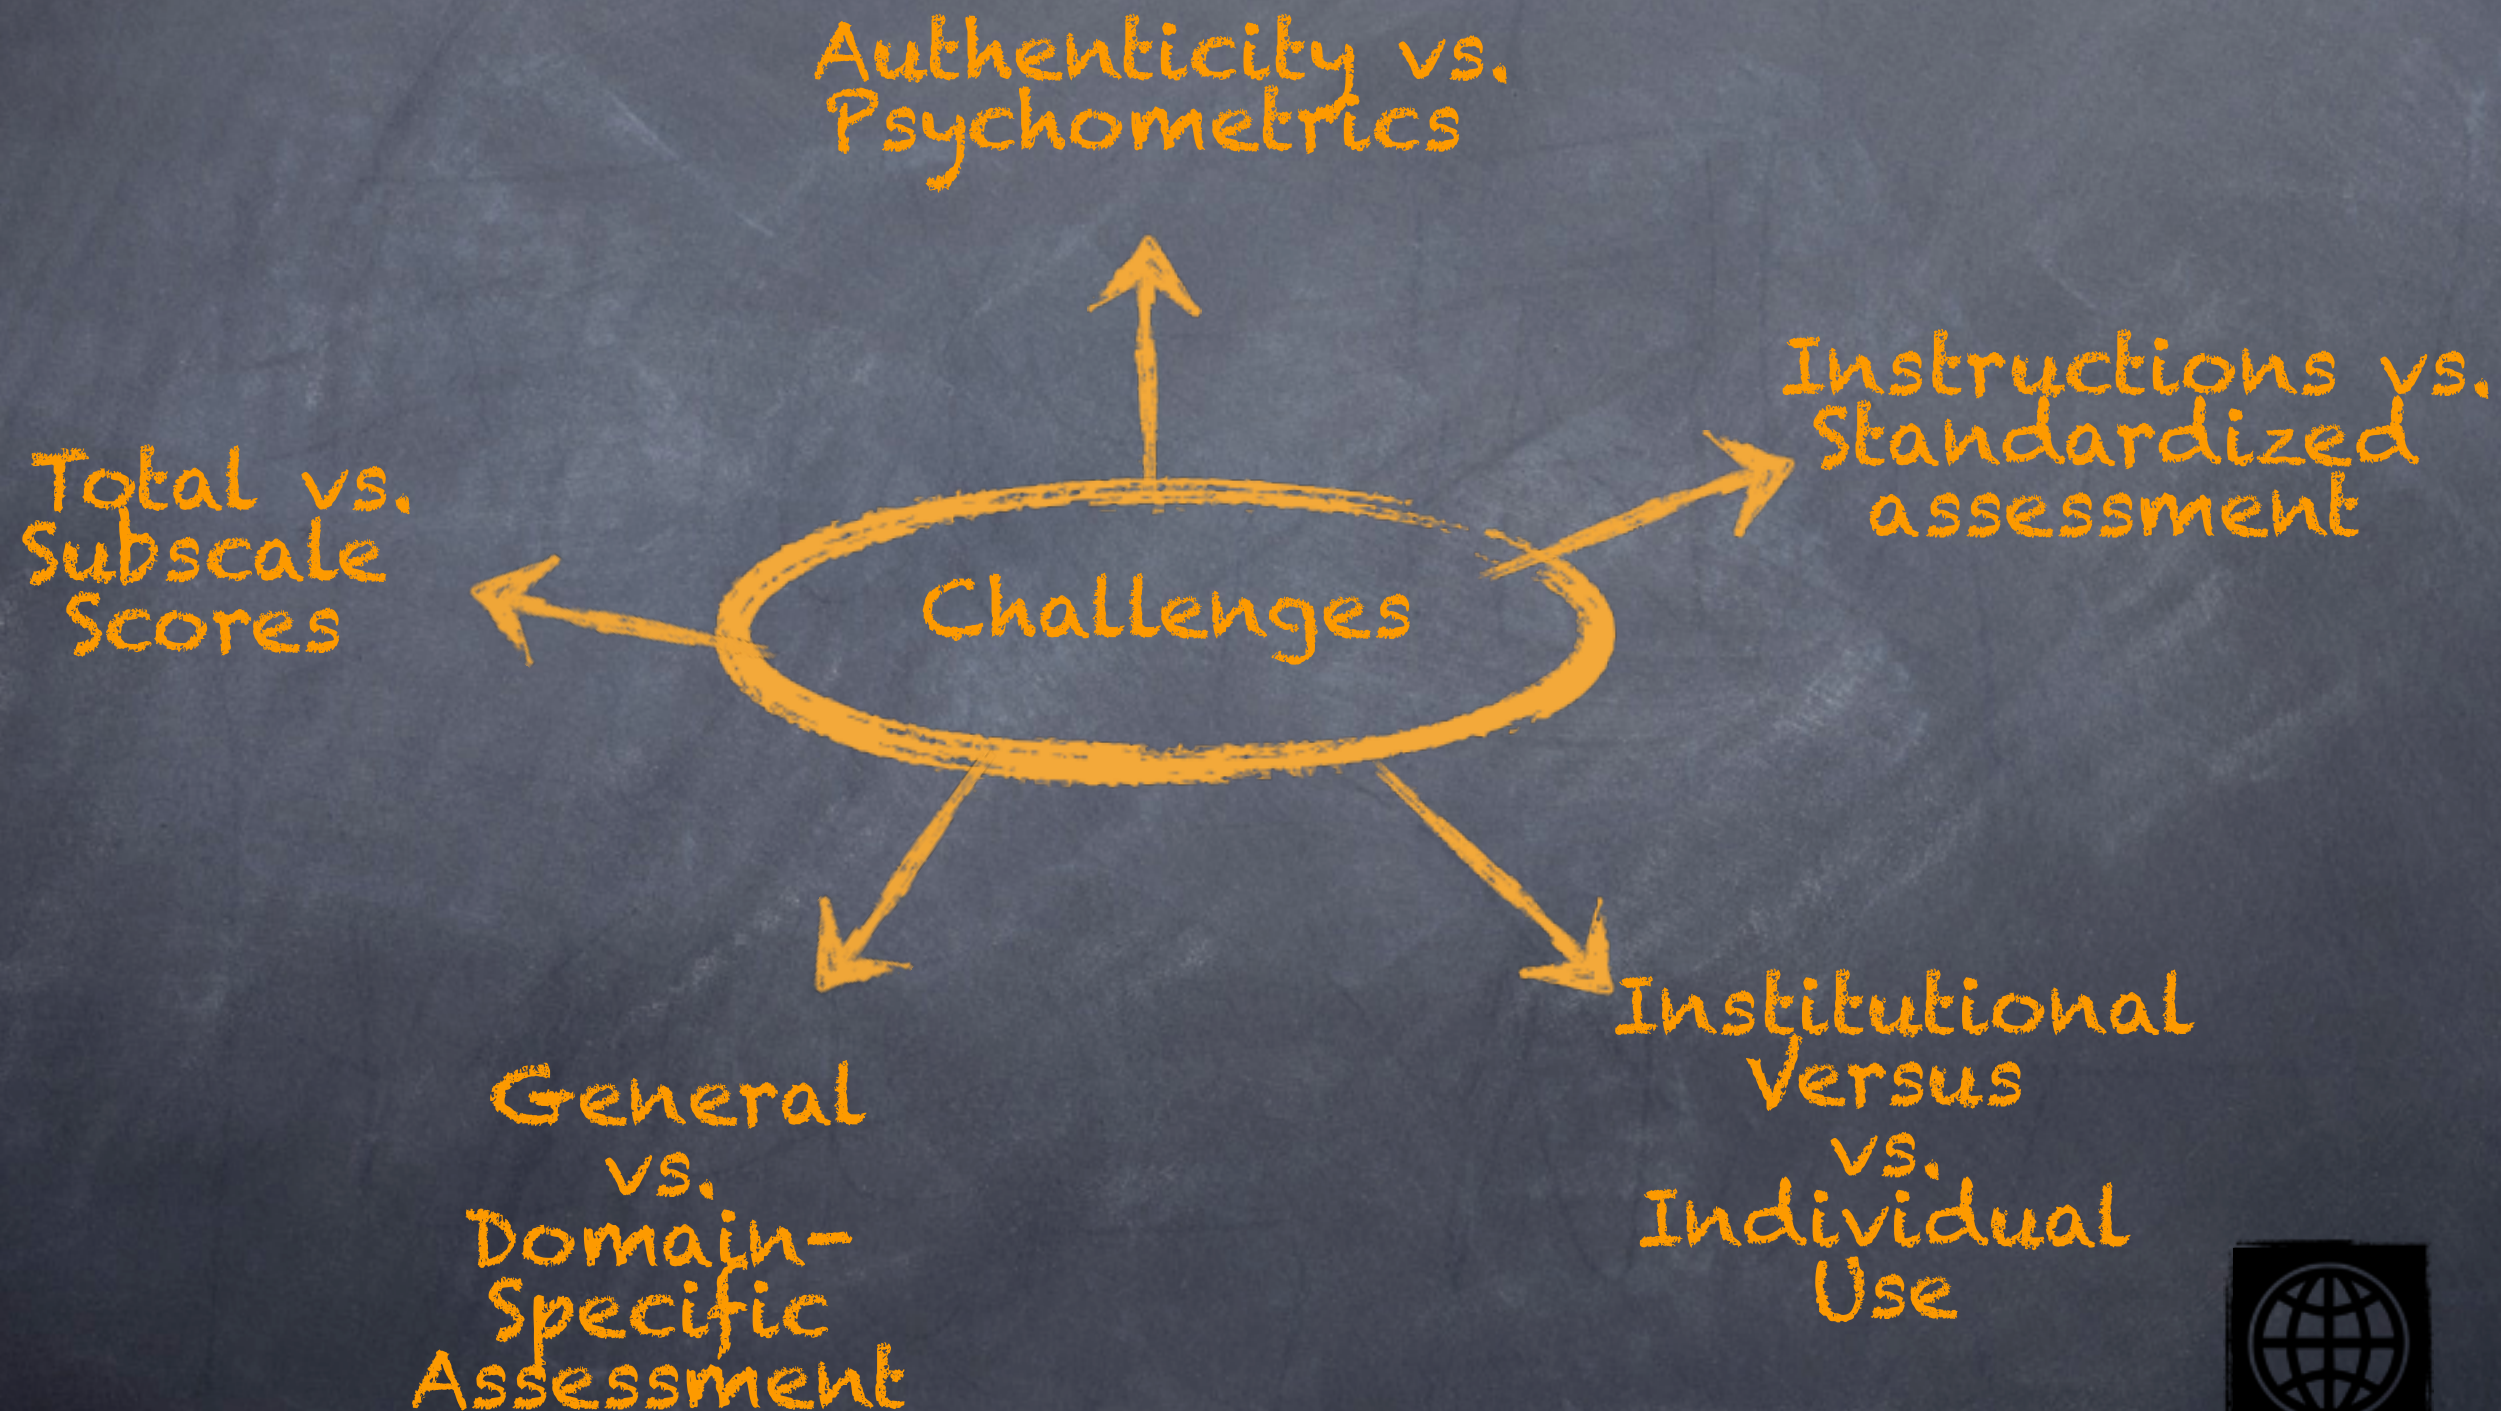 Authenticity vs.
Psychometrics
Instructions vs.
Standardized
assessment
Total vs.
Subscale
Scores
Challenges
Institutional
Versus
vs.
Individual
Use
General
vs.
Domain-
Specific
Assessment